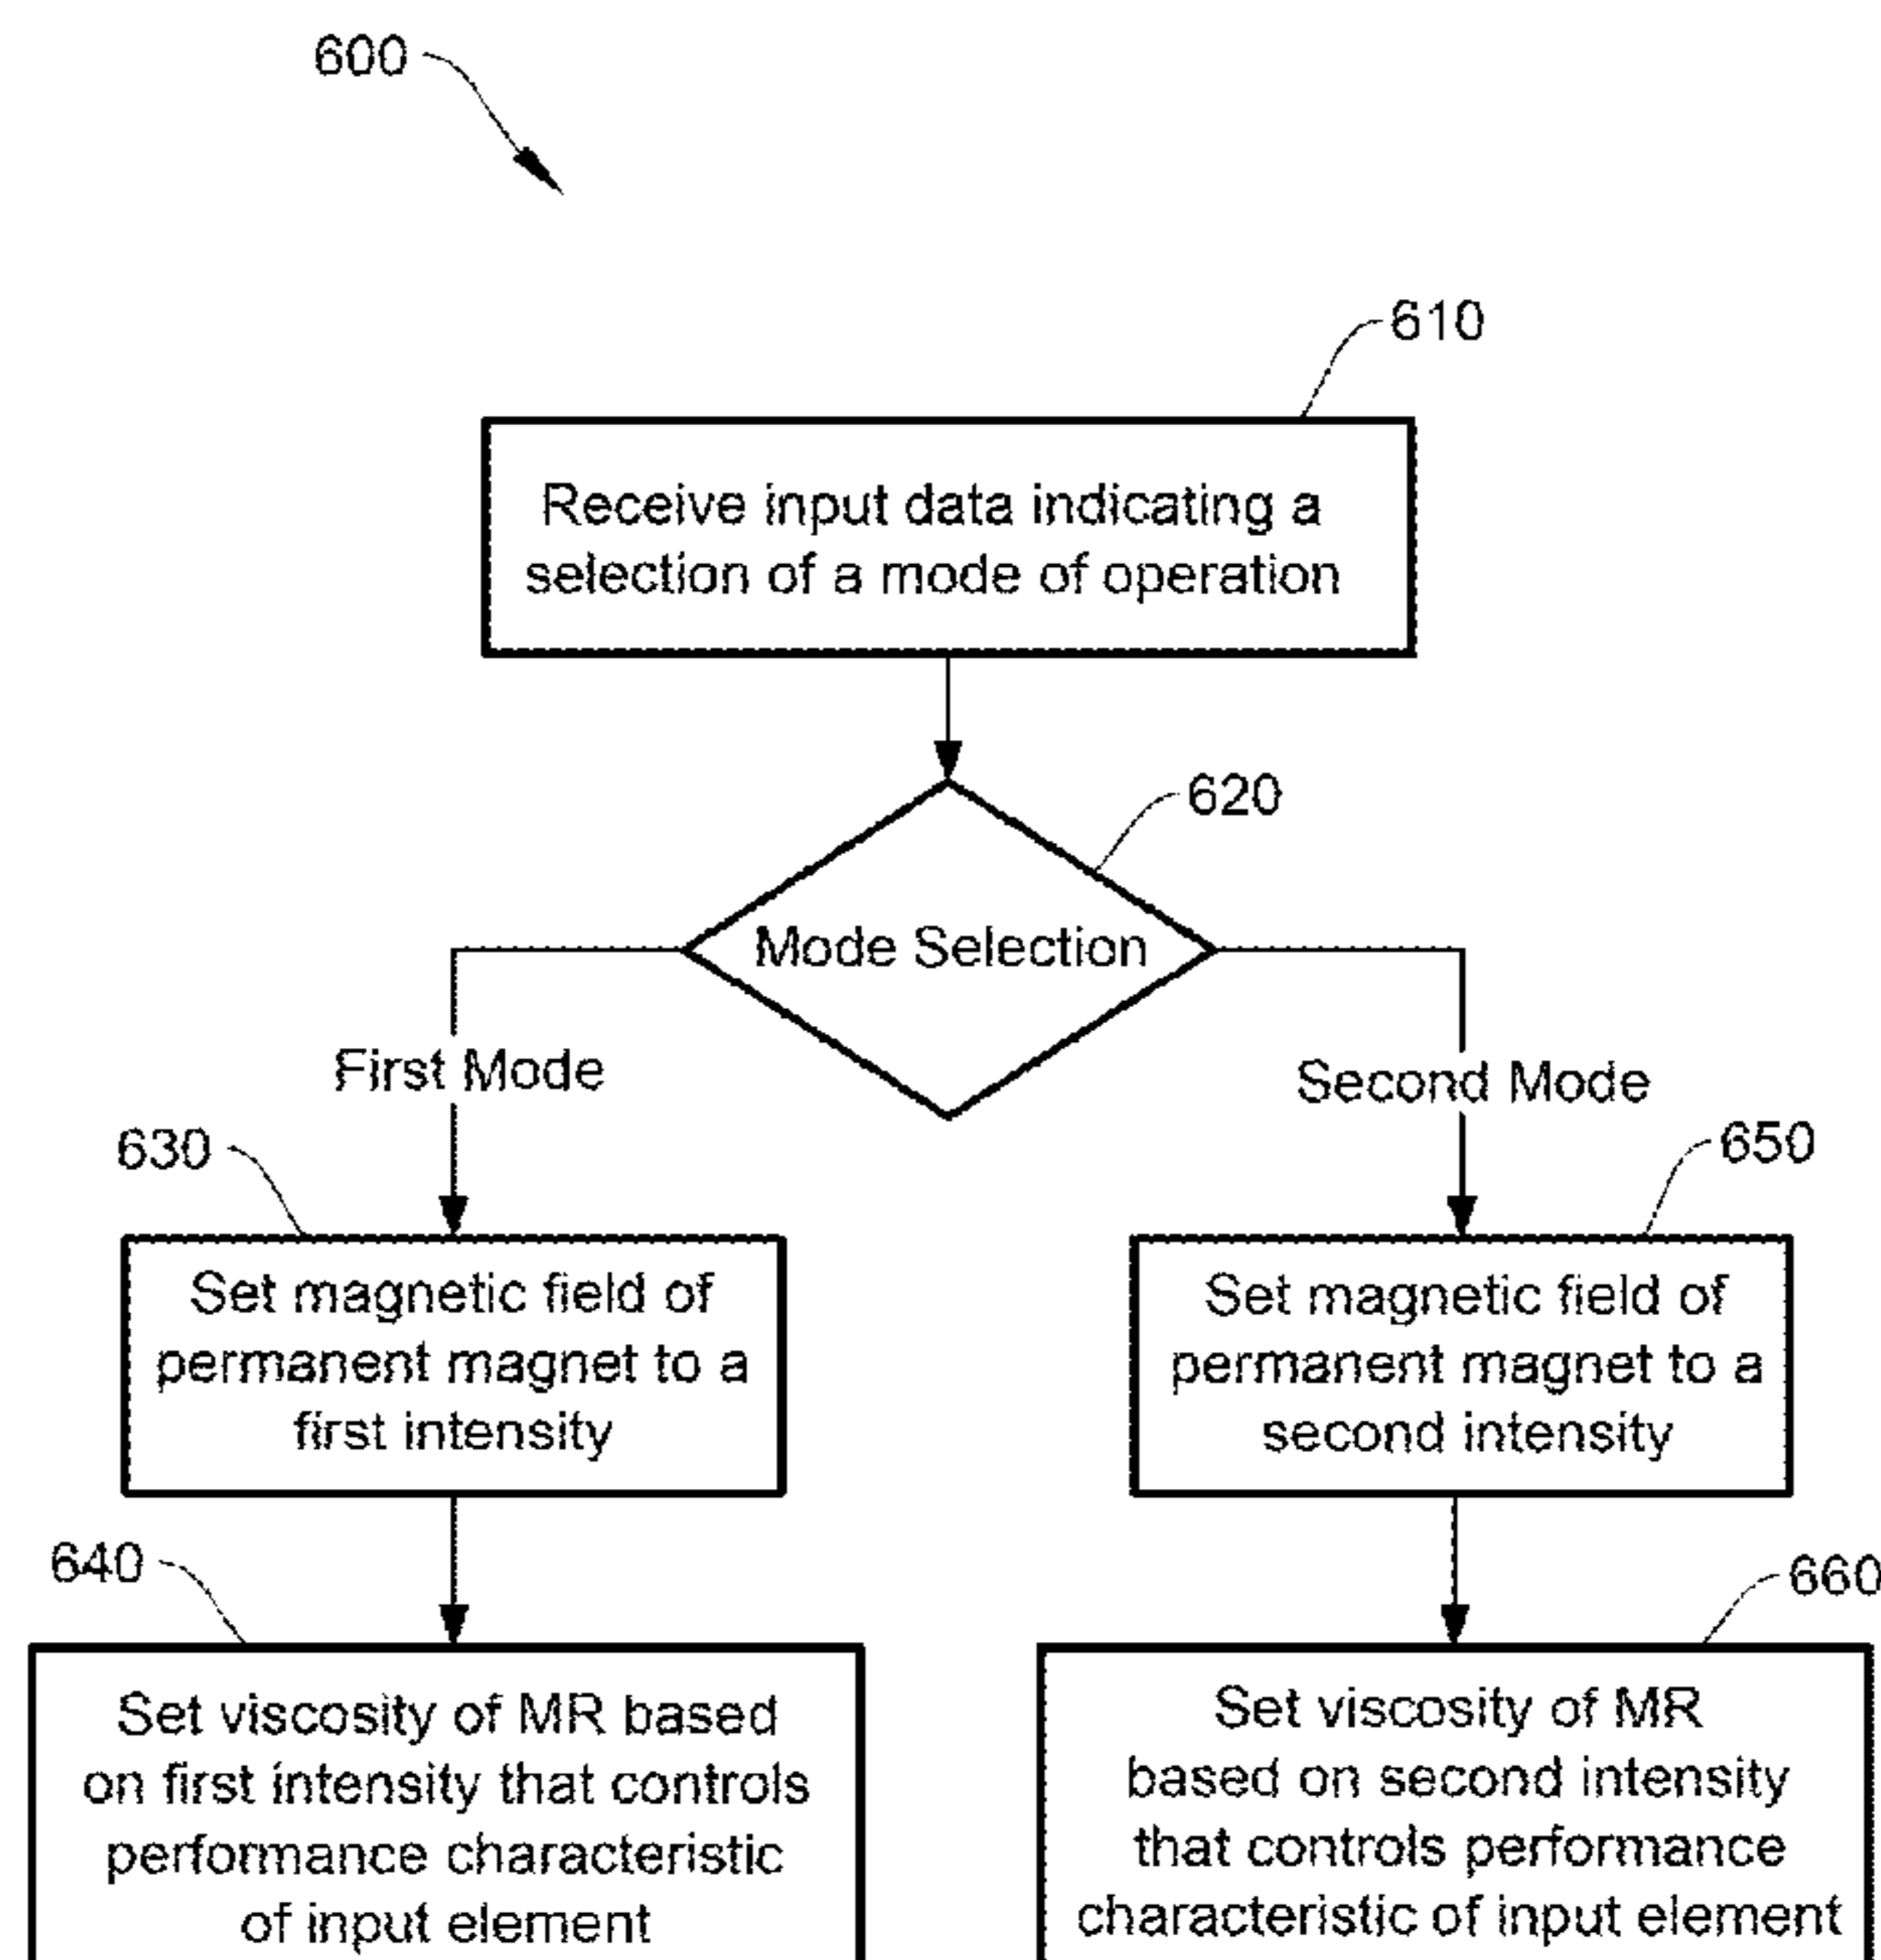 600
610
Receive input data indicating a
selection of a mode of operation
620
Mode Selection
First Mode
Second Mode
630
650
Set magnetic field of
permanent magnet to a
first intensity
Set magnetic field of
permanent magnet to a
second intensity
640
660
Set viscosity of MR based
on first intensity that controls
performance characteristic
of input element
Set viscosity of MR
based on second intensity
that controls performance
characteristic of input element